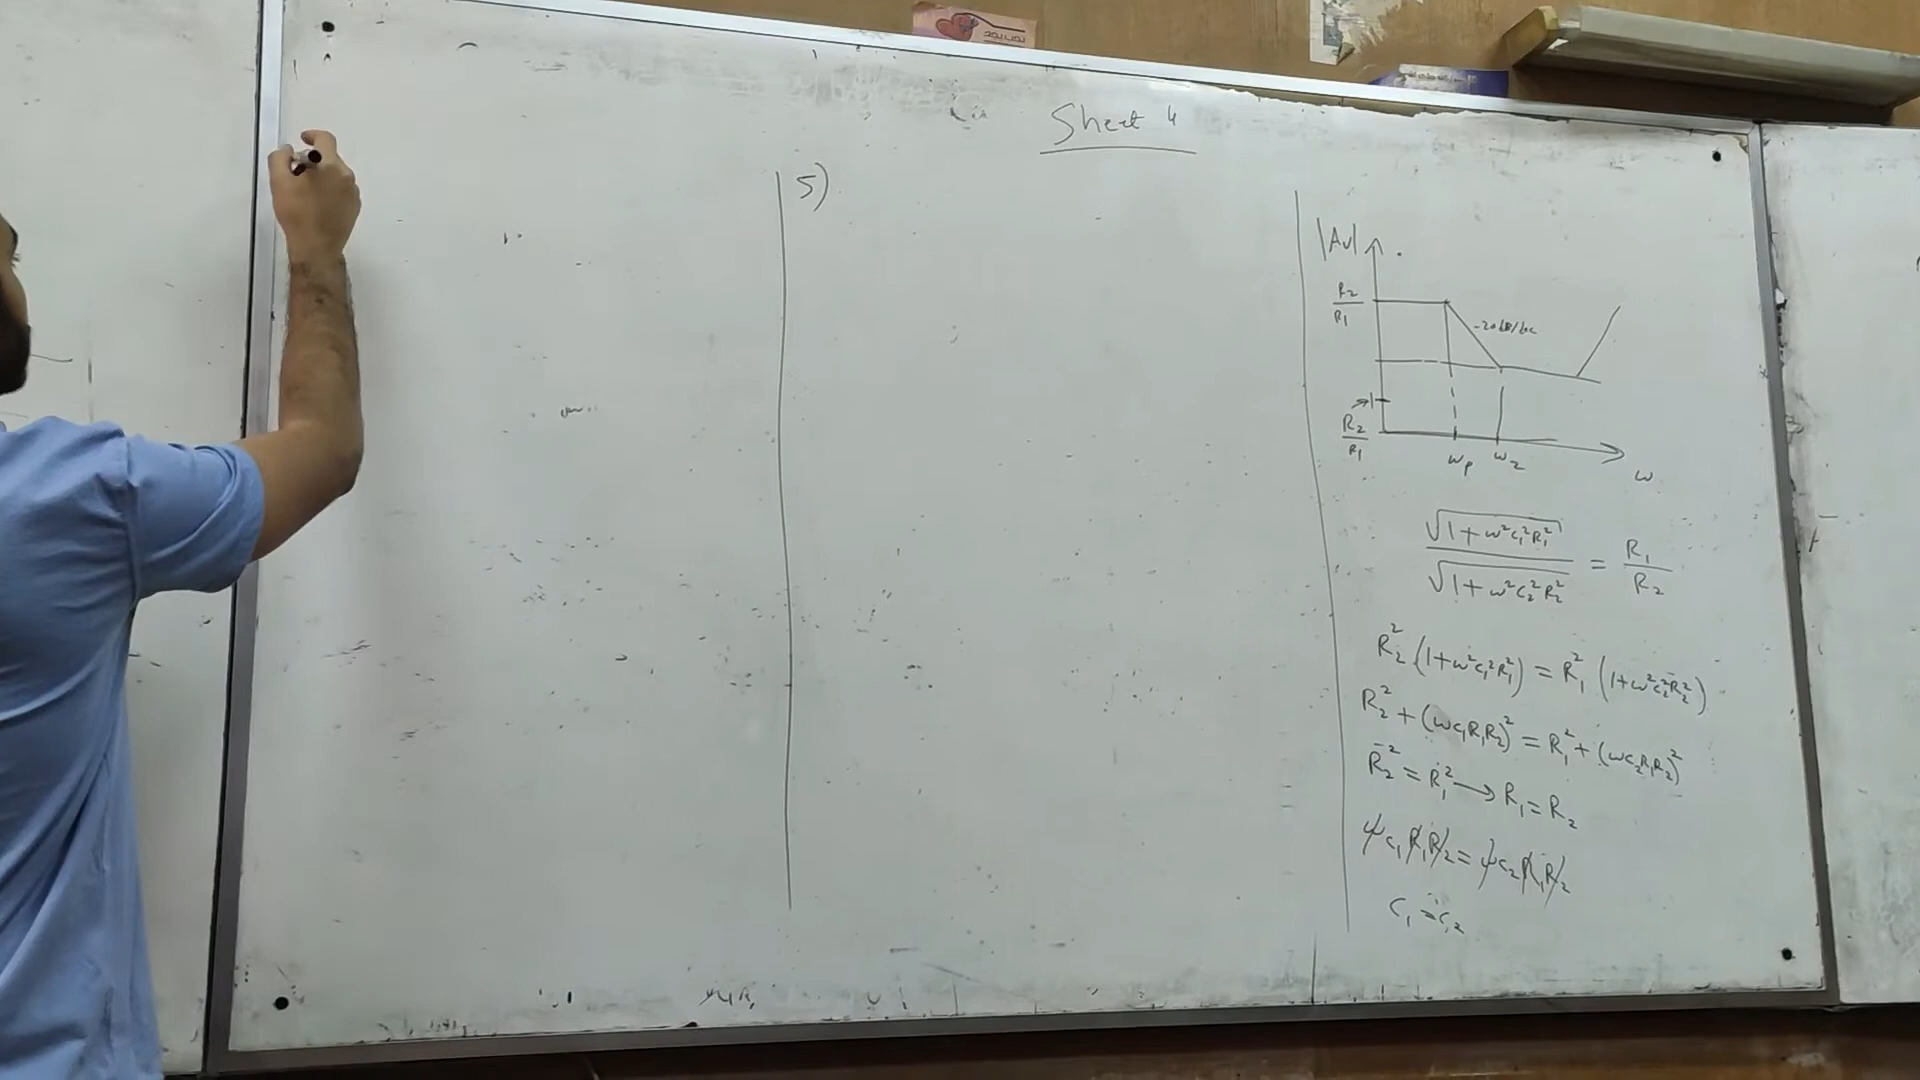 Sheet 4
5)
|Av|
R₂/R₁
-20dB/dec
R₂/R₁
ωp ωz
ω
√(1+ω²C₁²R₁²) / √(1+ω²C₂²R₂²) = R₁/R₂
R₂²(1+ω²C₁²R₁²) = R₁²(1+ω²C₂²R₂²)
R₂² + (ωC₁R₁R₂)² = R₁² + (ωC₂R₁R₂)²
R₂² = R₁² → R₁ = R₂
ωC₁R₁R₂ = ωC₂R₁R₂
C₁ = C₂